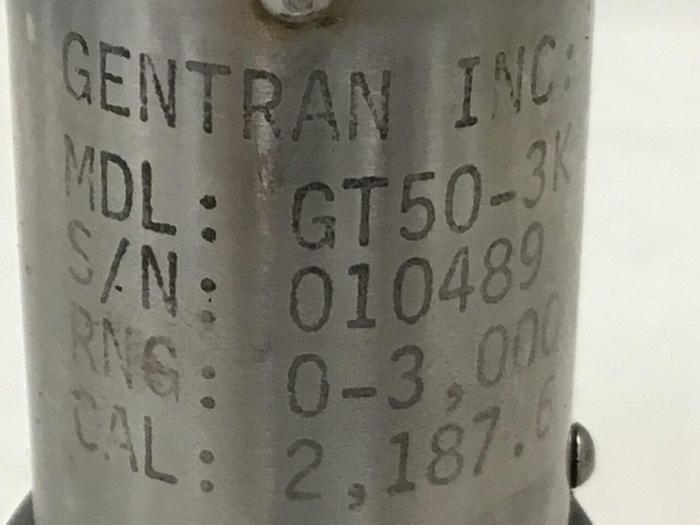 GENTRAN INC.
MDL: GT50-3K
S/N: 010489
RNG: 0-3,000
CAL: 2,187.6